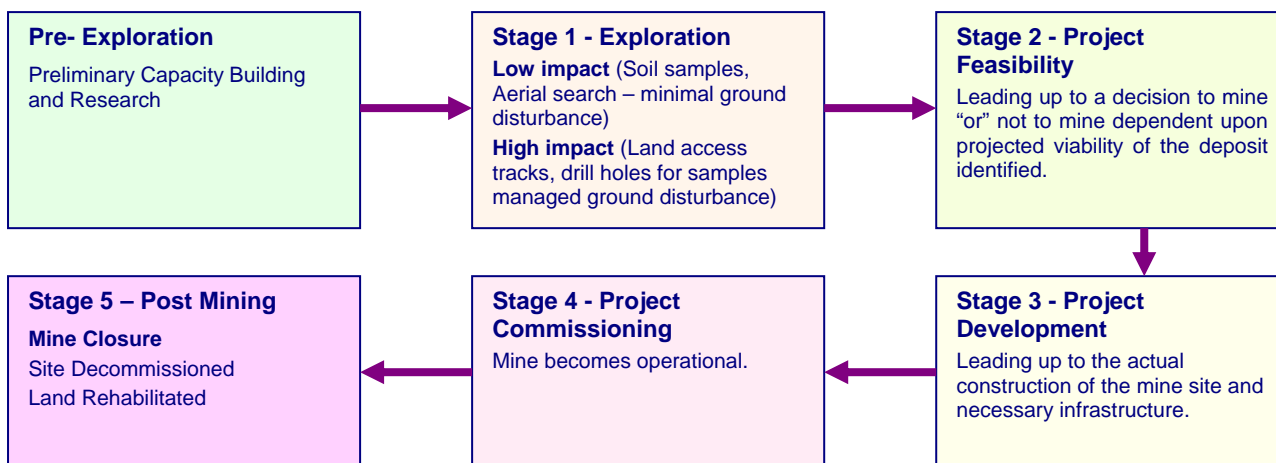 Pre- Exploration
Preliminary Capacity Building
and Research
Stage 1 - Exploration
Low impact (Soil samples,
Aerial search – minimal ground
disturbance)
High impact (Land access
tracks, drill holes for samples
managed ground disturbance)
Stage 2 - Project
Feasibility
Leading up to a decision to mine
“or” not to mine dependent upon
projected viability of the deposit
identified.
Stage 3 - Project
Development
Leading up to the actual
construction of the mine site and
necessary infrastructure.
Stage 4 - Project
Commissioning
Mine becomes operational.
Stage 5 – Post Mining
Mine Closure
Site Decommissioned
Land Rehabilitated